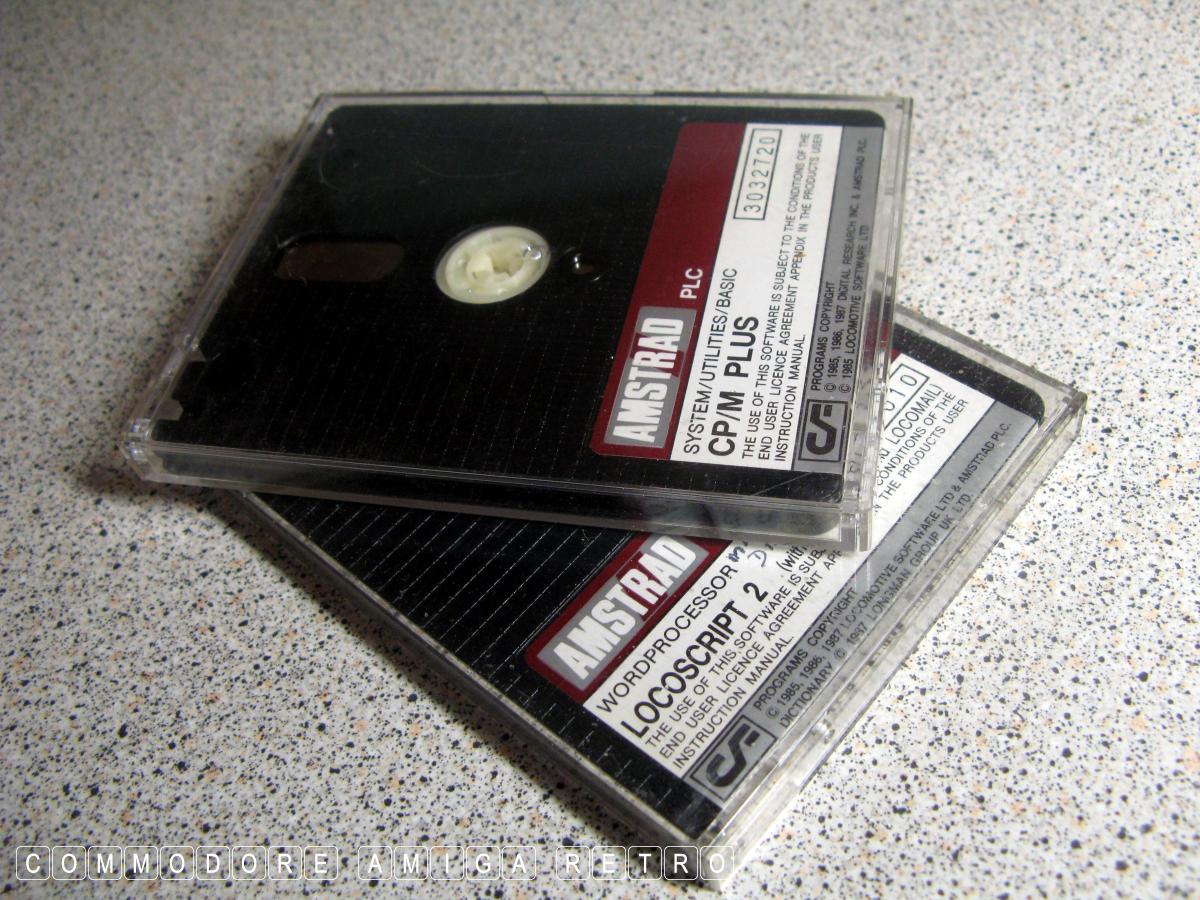 AMSTRAD PLC
3032720
SYSTEM/UTILITIES/BASIC
CP/M PLUS
THE USE OF THIS SOFTWARE IS SUBJECT TO THE CONDITIONS OF THE
END USER LICENCE AGREEMENT APPENDIX IN THE PRODUCTS USER
INSTRUCTION MANUAL.
PROGRAMS COPYRIGHT
© 1985, 1986, 1987 DIGITAL RESEARCH INC. & AMSTRAD PLC.
© 1985 LOCOMOTIVE SOFTWARE LTD
AMSTRAD
WORDPROCESSOR
LOCOSCRIPT 2 LOCOMAIL)
THE USE OF THIS SOFTWARE IS CONDITIONS OF THE
END USER LICENCE AGREEMENT THE PRODUCTS USER
INSTRUCTION MANUAL.
PROGRAMS COPYRIGHT
© 1985, 1986, 1987 LOCOMOTIVE SOFTWARE LTD & AMSTRAD PLC.
DICTIONARY © 1987 LONGMAN GROUP UK LTD.
COMMODORE AMIGA RETRO